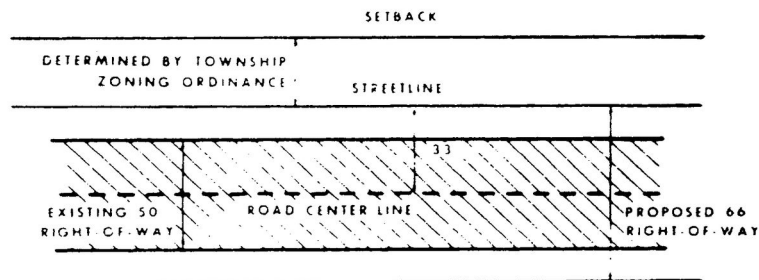 SETBACK
DETERMINED BY TOWNSHIP
ZONING ORDINANCE
STREETLINE
33
EXISTING 50
RIGHT-OF-WAY
ROAD CENTER LINE
PROPOSED 66
RIGHT-OF-WAY